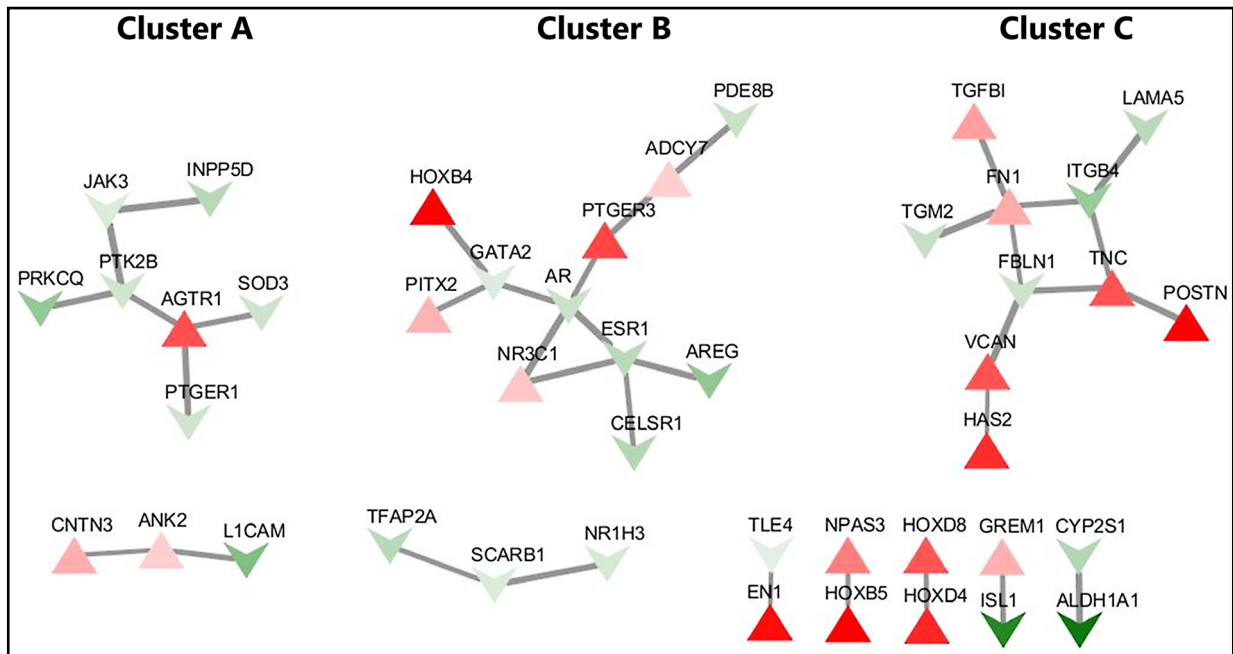 Cluster A
Cluster B
Cluster C
JAK3
INPP5D
PRKCQ
PTK2B
AGTR1
SOD3
PTGER1
PDE8B
ADCY7
HOXB4
PTGER3
GATA2
AR
PITX2
ESR1
NR3C1
AREG
CELSR1
TGFBI
LAMA5
FN1
ITGB4
TGM2
FBLN1
TNC
POSTN
VCAN
HAS2
CNTN3
ANK2
L1CAM
TFAP2A
SCARB1
NR1H3
TLE4
NPAS3
HOXD8
GREM1
CYP2S1
EN1
HOXB5
HOXD4
ISL1
ALDH1A1